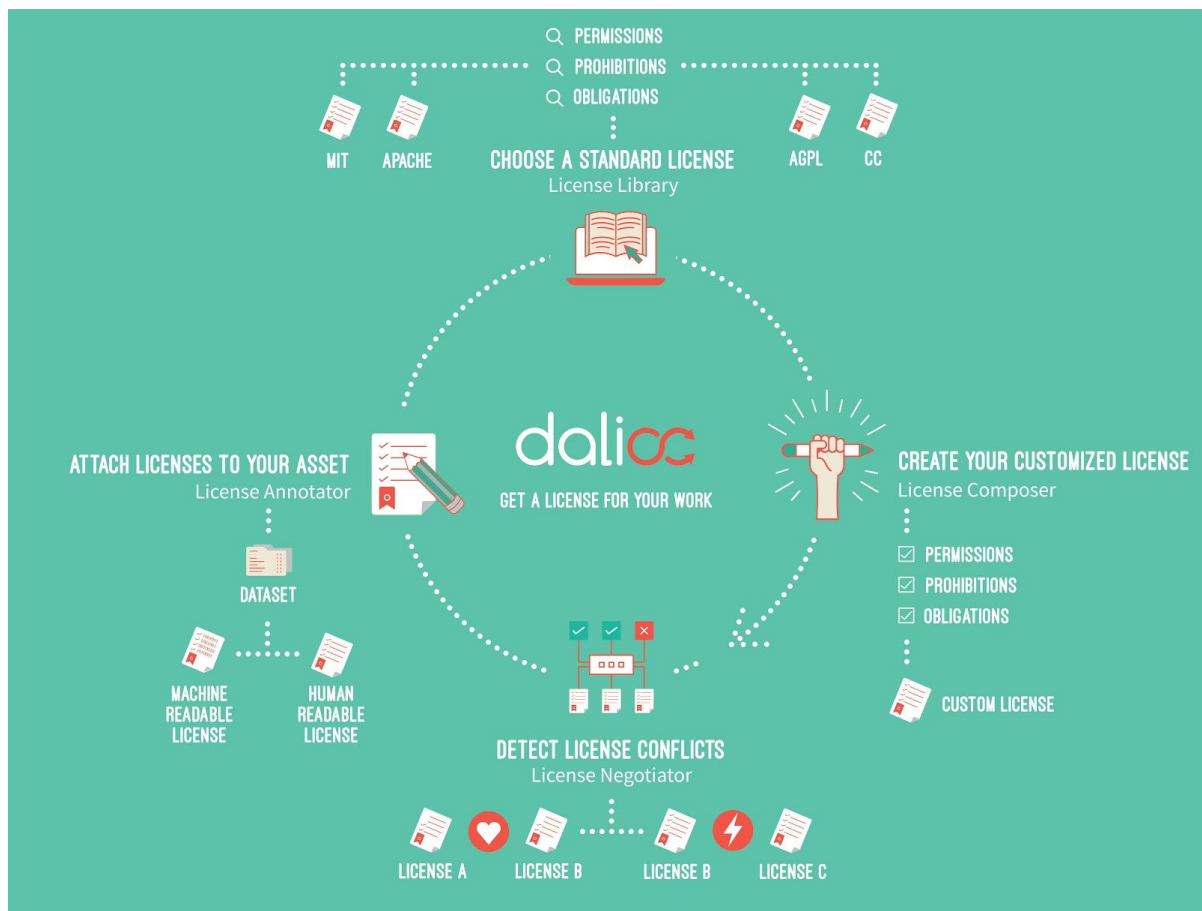 PERMISSIONS
PROHIBITIONS
OBLIGATIONS
MIT
APACHE
AGPL
CC
CHOOSE A STANDARD LICENSE
License Library
dalicc
GET A LICENSE FOR YOUR WORK
ATTACH LICENSES TO YOUR ASSET
License Annotator
DATASET
MACHINE
READABLE
LICENSE
HUMAN
READABLE
LICENSE
CREATE YOUR CUSTOMIZED LICENSE
License Composer
PERMISSIONS
PROHIBITIONS
OBLIGATIONS
CUSTOM LICENSE
DETECT LICENSE CONFLICTS
License Negotiator
LICENSE A
LICENSE B
LICENSE B
LICENSE C